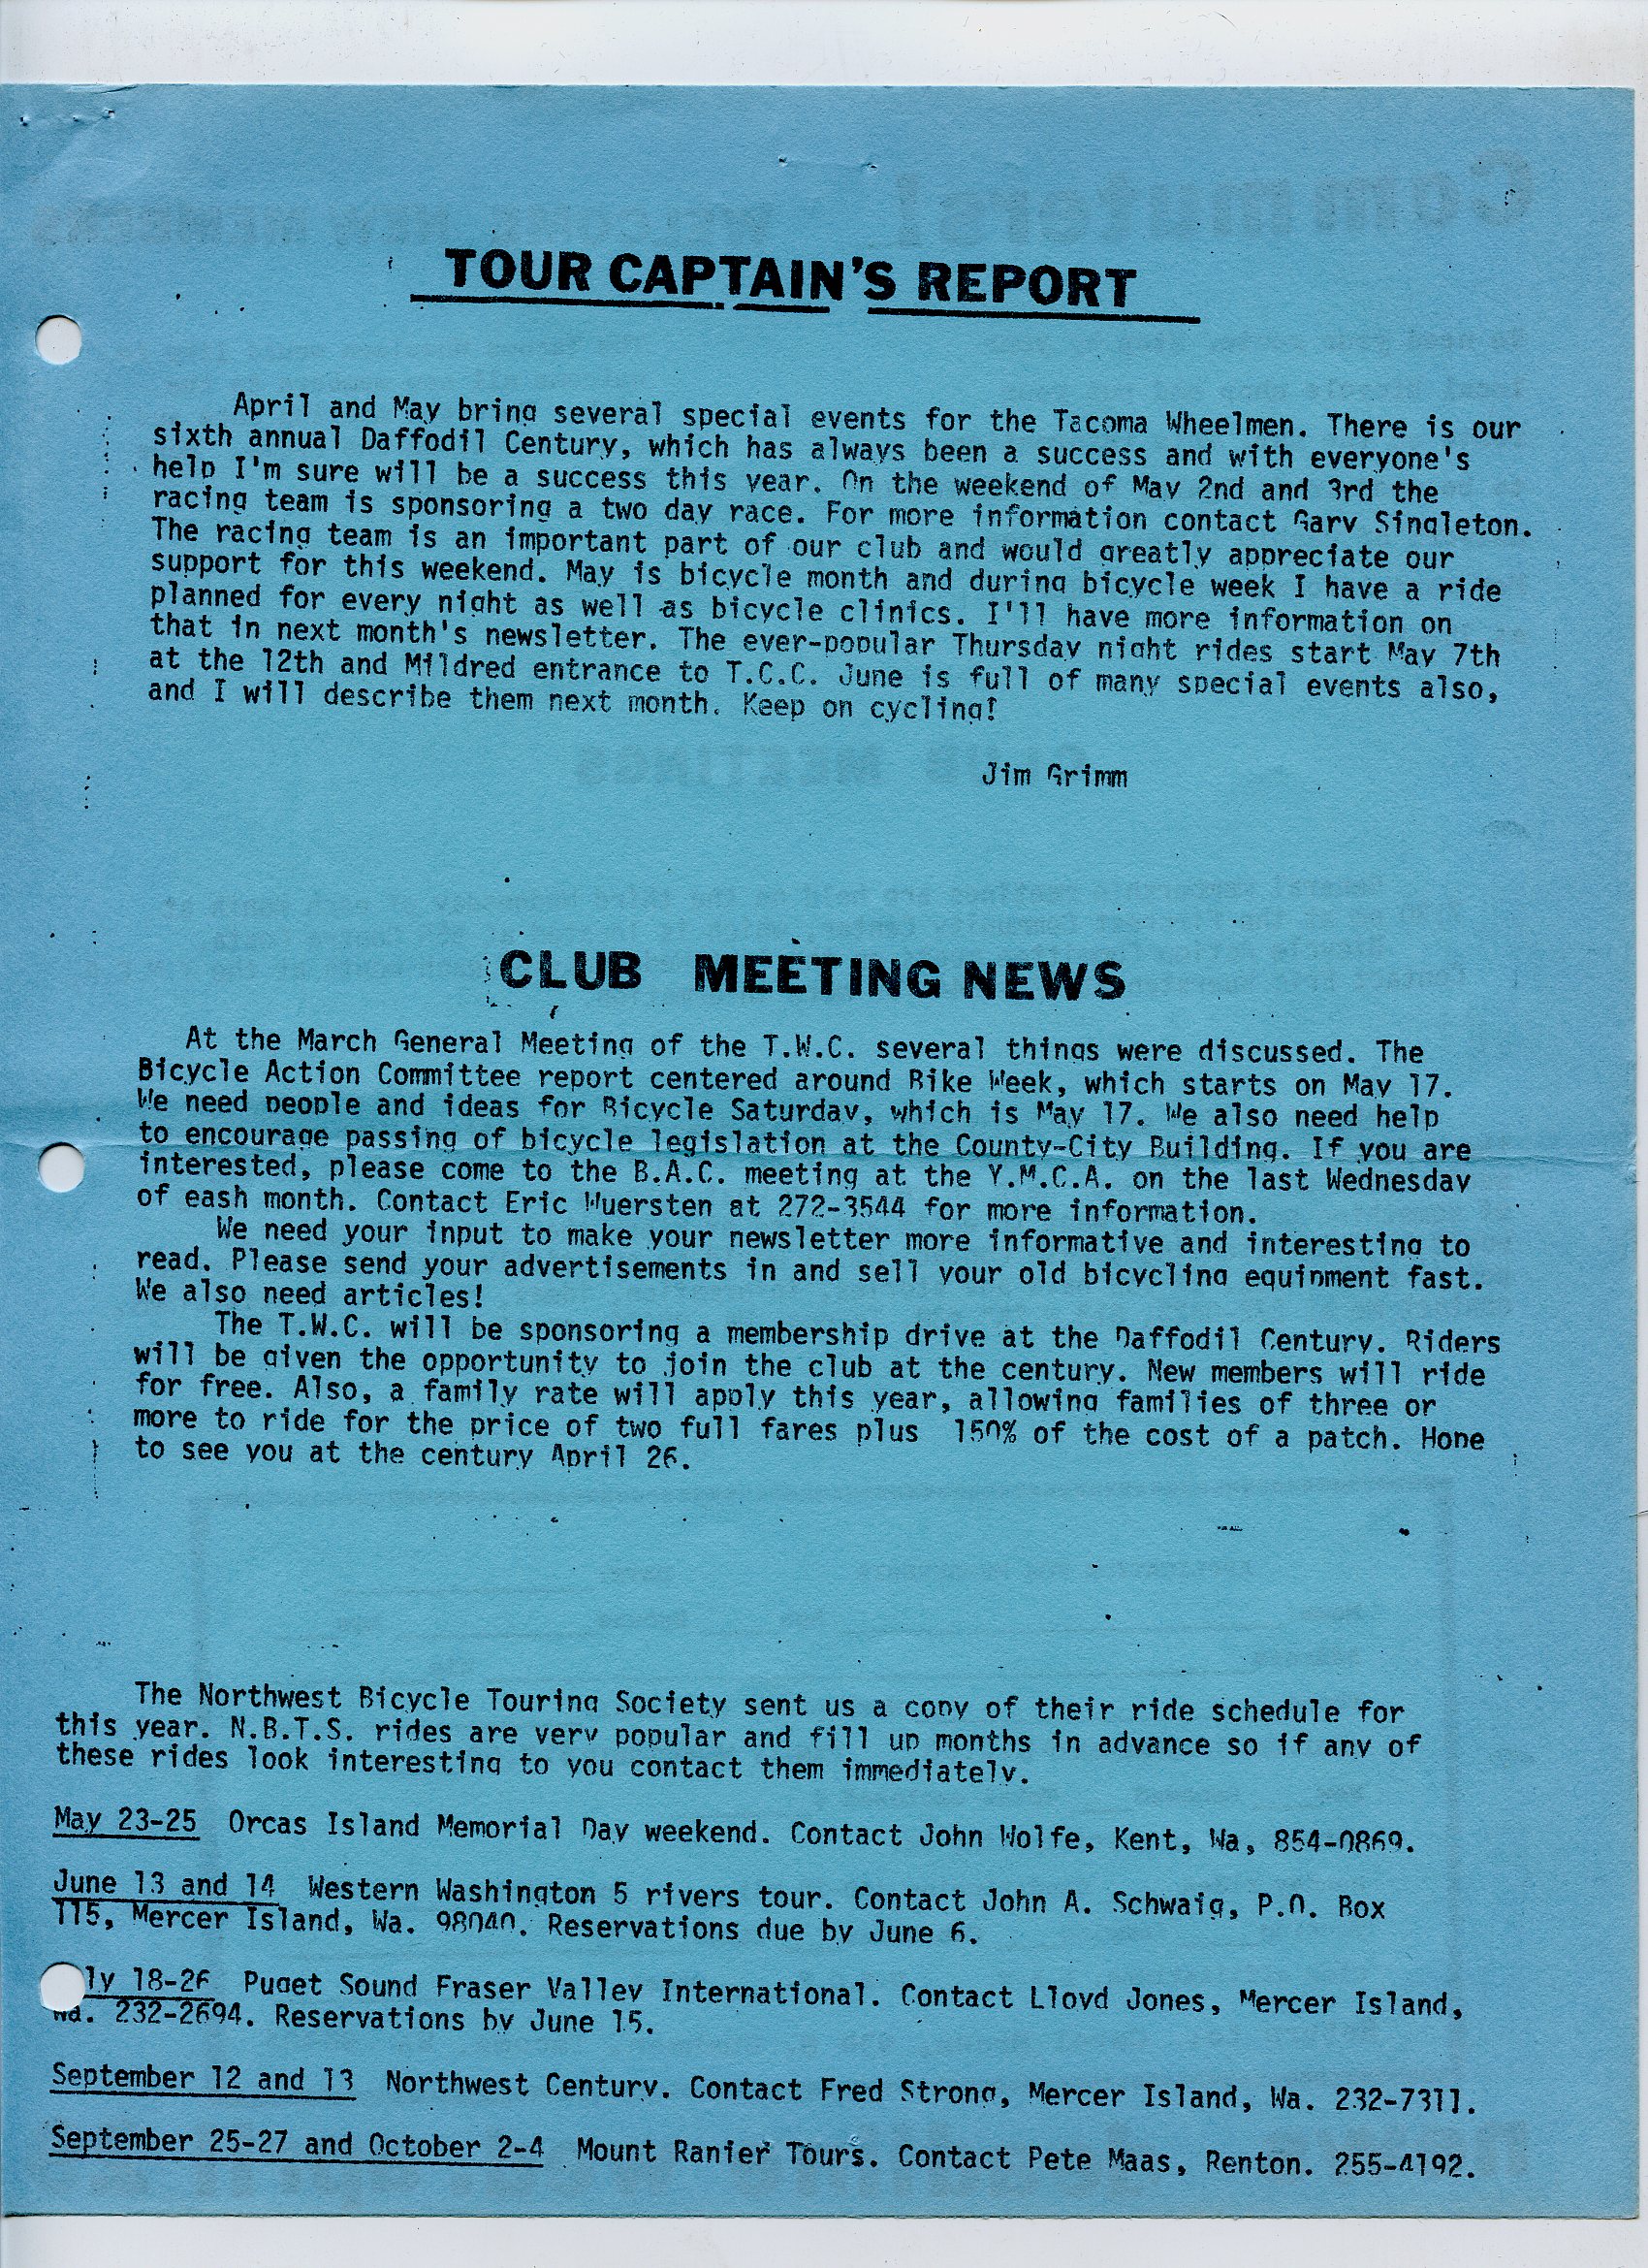 TOUR CAPTAIN'S REPORT
April and May bring several special events for the Tacoma Wheelmen. There is our
sixth annual Daffodil Century, which has always been a success and with everyone's
help I'm sure will be a success this year. On the weekend of May 2nd and 3rd the
racing team is sponsoring a two day race. For more information contact Gary Singleton.
The racing team is an important part of our club and would greatly appreciate our
support for this weekend. May is bicycle month and during bicycle week I have a ride
planned for every night as well as bicycle clinics. I'll have more information on
that in next month's newsletter. The ever-popular Thursday night rides start May 7th
at the 12th and Mildred entrance to T.C.C. June is full of many special events also,
and I will describe them next month. Keep on cycling!
Jim Grimm
CLUB MEETING NEWS
At the March General Meeting of the T.W.C. several things were discussed. The
Bicycle Action Committee report centered around Bike Week, which starts on May 17.
We need people and ideas for Bicycle Saturday, which is May 17. We also need help
to encourage passing of bicycle legislation at the County-City Building. If you are
interested, please come to the B.A.C. meeting at the Y.M.C.A. on the last Wednesday
of eash month. Contact Eric Wuersten at 272-3544 for more information.
We need your input to make your newsletter more informative and interesting to
read. Please send your advertisements in and sell your old bicycling equipment fast.
We also need articles!
The T.W.C. will be sponsoring a membership drive at the Daffodil Century. Riders
will be given the opportunity to join the club at the century. New members will ride
for free. Also, a family rate will apply this year, allowing families of three or
more to ride for the price of two full fares plus 150% of the cost of a patch. Hope
to see you at the century April 26.
The Northwest Bicycle Touring Society sent us a copy of their ride schedule for
this year. N.B.T.S. rides are very popular and fill up months in advance so if any of
these rides look interesting to you contact them immediately.
May 23-25 Orcas Island Memorial Day weekend. Contact John Wolfe, Kent, Wa, 854-0869.
June 13 and 14 Western Washington 5 rivers tour. Contact John A. Schwaig, P.O. Box
115, Mercer Island, Wa. 98040. Reservations due by June 6.
ly 18-26 Puget Sound Fraser Valley International. Contact Lloyd Jones, Mercer Island,
Wa. 232-2694. Reservations by June 15.
September 12 and 13 Northwest Century. Contact Fred Strong, Mercer Island, Wa. 232-7311.
September 25-27 and October 2-4 Mount Ranier Tours. Contact Pete Maas, Renton. 255-4192.